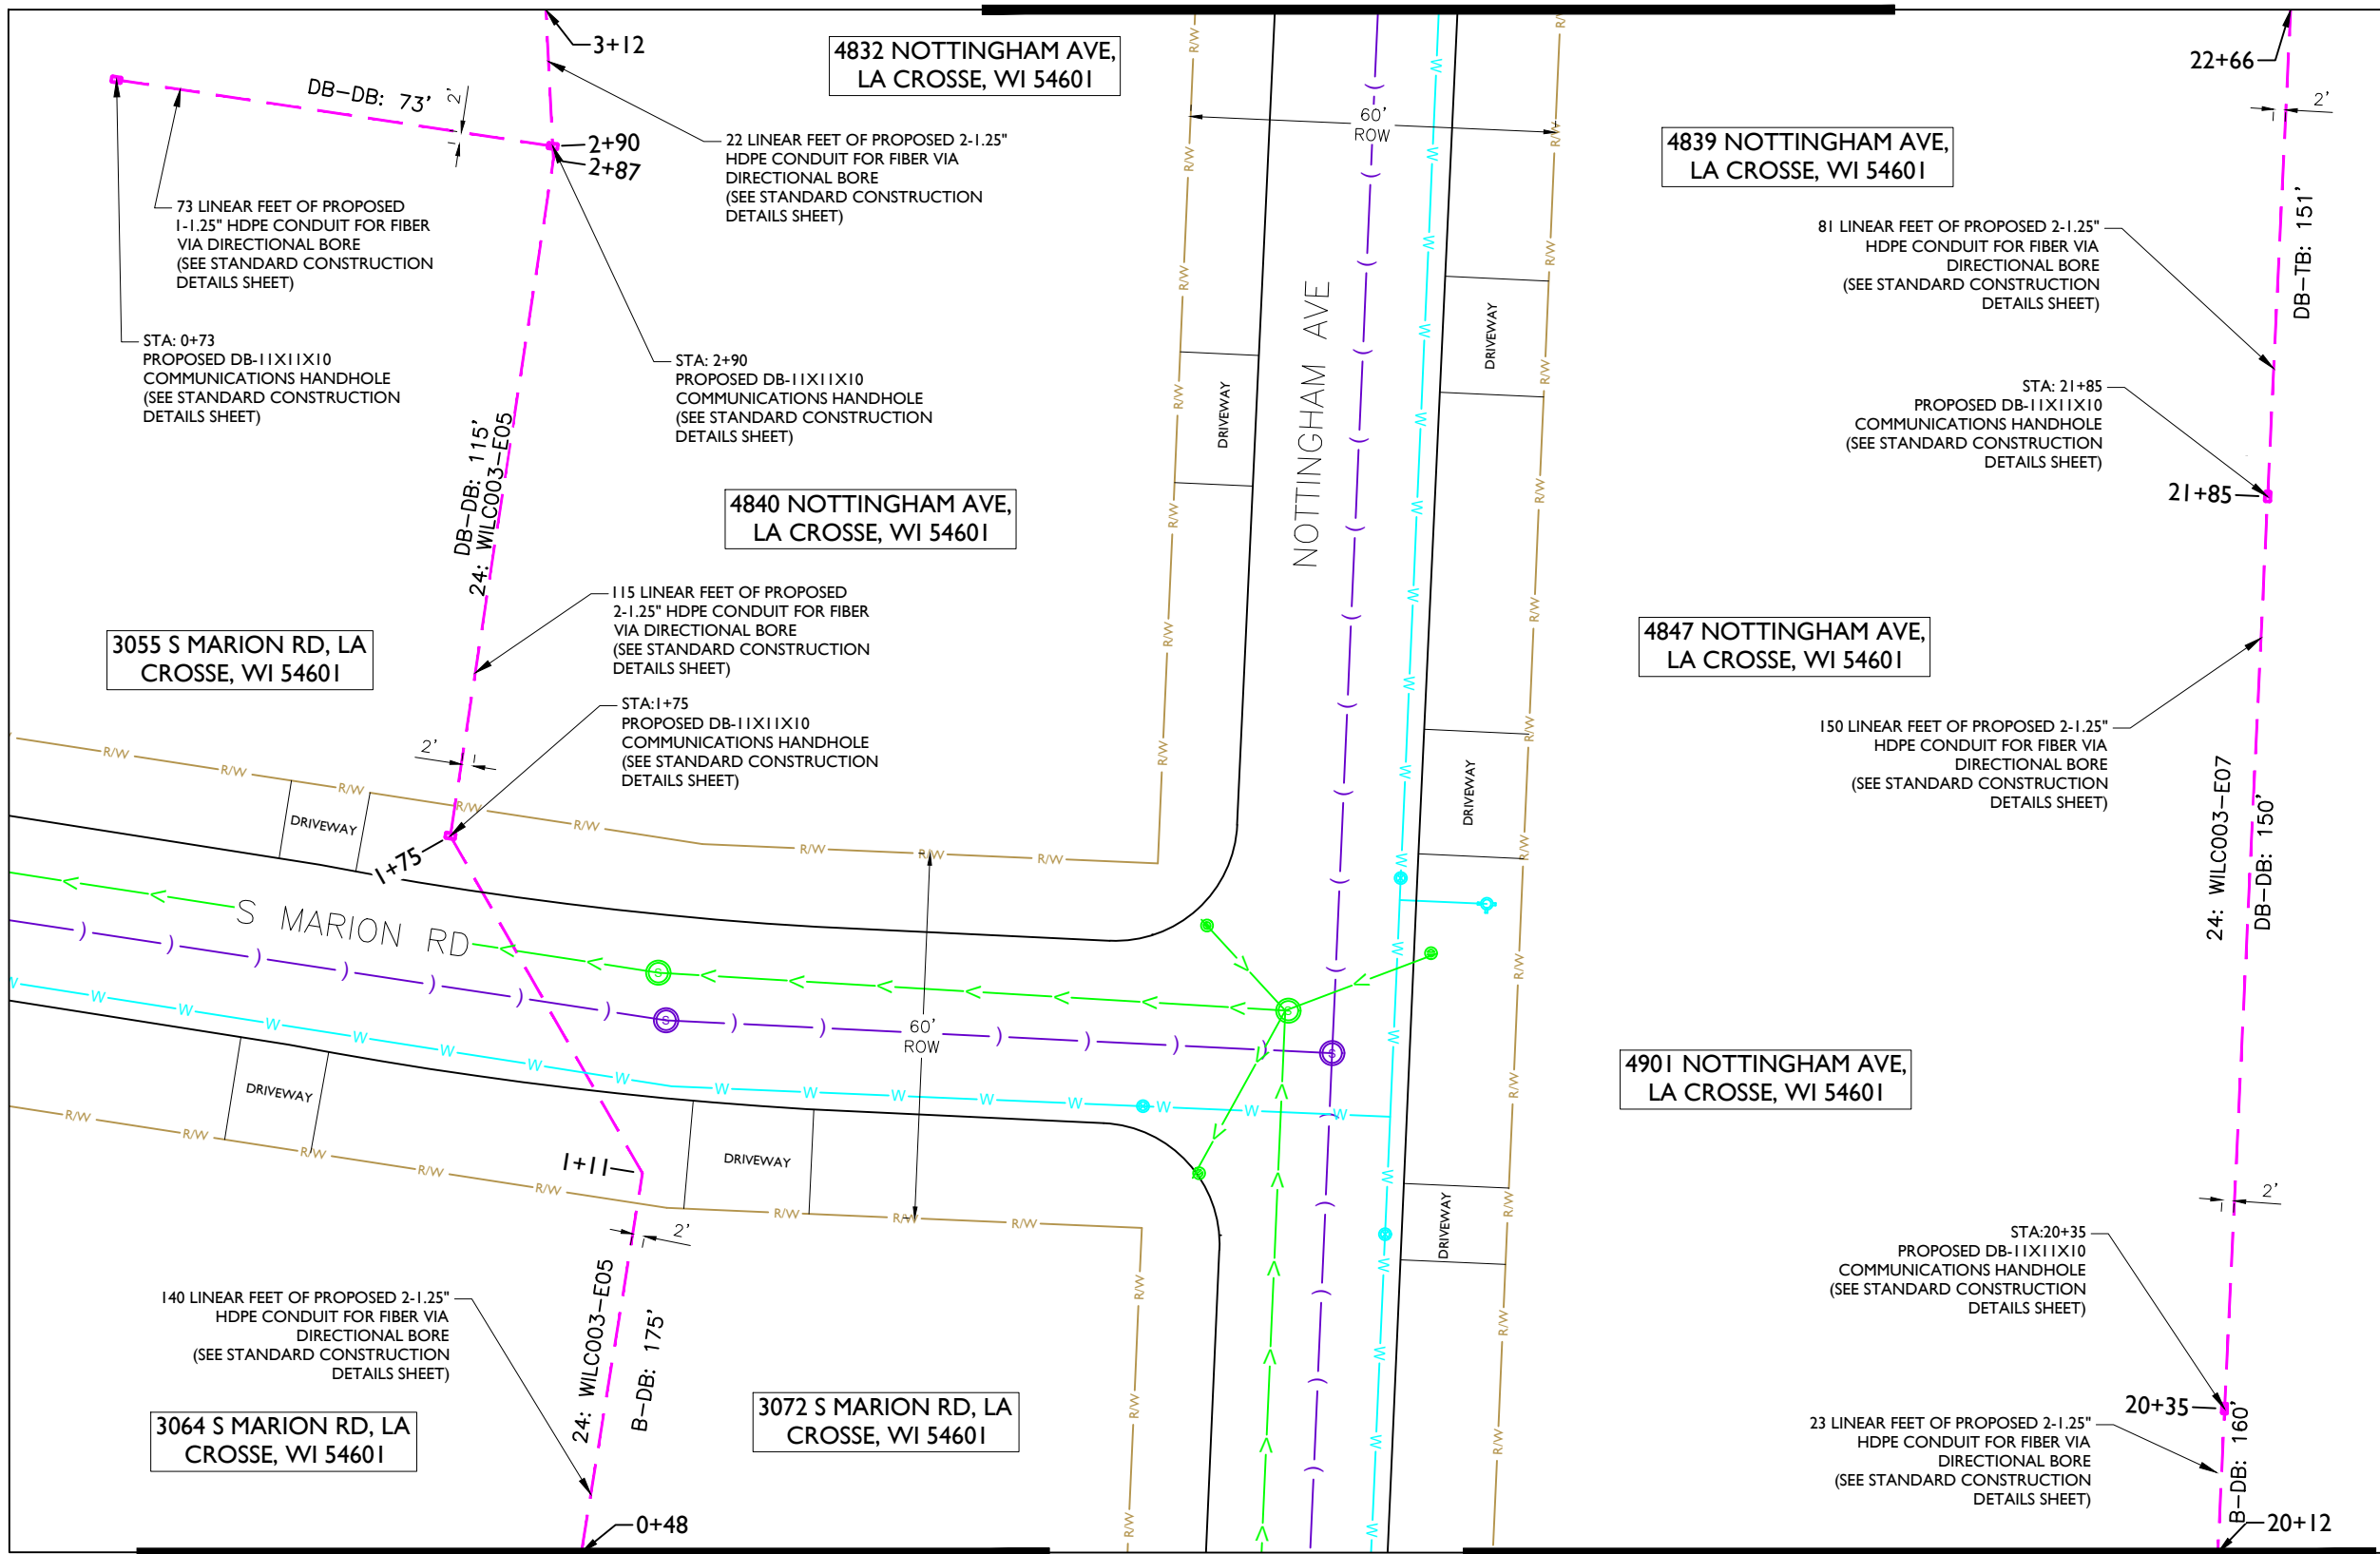 3+12
DB-DB: 73'
2'
2+90
2+87
73 LINEAR FEET OF PROPOSED
1-1.25" HDPE CONDUIT FOR FIBER
VIA DIRECTIONAL BORE
(SEE STANDARD CONSTRUCTION
DETAILS SHEET)
STA: 0+73
PROPOSED DB-11X11X10
COMMUNICATIONS HANDHOLE
(SEE STANDARD CONSTRUCTION
DETAILS SHEET)
4832 NOTTINGHAM AVE,
LA CROSSE, WI 54601
22 LINEAR FEET OF PROPOSED 2-1.25"
HDPE CONDUIT FOR FIBER VIA
DIRECTIONAL BORE
(SEE STANDARD CONSTRUCTION
DETAILS SHEET)
STA: 2+90
PROPOSED DB-11X11X10
COMMUNICATIONS HANDHOLE
(SEE STANDARD CONSTRUCTION
DETAILS SHEET)
DB-DB: 115'
24: WILC003-E05
4840 NOTTINGHAM AVE,
LA CROSSE, WI 54601
115 LINEAR FEET OF PROPOSED
2-1.25" HDPE CONDUIT FOR FIBER
VIA DIRECTIONAL BORE
(SEE STANDARD CONSTRUCTION
DETAILS SHEET)
3055 S MARION RD, LA
CROSSE, WI 54601
STA:1+75
PROPOSED DB-11X11X10
COMMUNICATIONS HANDHOLE
(SEE STANDARD CONSTRUCTION
DETAILS SHEET)
2'
DRIVEWAY
1+75
S MARION RD
60'
ROW
DRIVEWAY
1+11
DRIVEWAY
2'
24: WILC003-E05
B-DB: 175'
140 LINEAR FEET OF PROPOSED 2-1.25"
HDPE CONDUIT FOR FIBER VIA
DIRECTIONAL BORE
(SEE STANDARD CONSTRUCTION
DETAILS SHEET)
3064 S MARION RD, LA
CROSSE, WI 54601
3072 S MARION RD, LA
CROSSE, WI 54601
0+48
60'
ROW
NOTTINGHAM AVE
DRIVEWAY
DRIVEWAY
DRIVEWAY
DRIVEWAY
22+66
2'
4839 NOTTINGHAM AVE,
LA CROSSE, WI 54601
DB-TB: 151'
81 LINEAR FEET OF PROPOSED 2-1.25"
HDPE CONDUIT FOR FIBER VIA
DIRECTIONAL BORE
(SEE STANDARD CONSTRUCTION
DETAILS SHEET)
STA: 21+85
PROPOSED DB-11X11X10
COMMUNICATIONS HANDHOLE
(SEE STANDARD CONSTRUCTION
DETAILS SHEET)
21+85
4847 NOTTINGHAM AVE,
LA CROSSE, WI 54601
150 LINEAR FEET OF PROPOSED 2-1.25"
HDPE CONDUIT FOR FIBER VIA
DIRECTIONAL BORE
(SEE STANDARD CONSTRUCTION
DETAILS SHEET)
24: WILC003-E07
DB-DB: 150'
4901 NOTTINGHAM AVE,
LA CROSSE, WI 54601
2'
STA:20+35
PROPOSED DB-11X11X10
COMMUNICATIONS HANDHOLE
(SEE STANDARD CONSTRUCTION
DETAILS SHEET)
20+35
23 LINEAR FEET OF PROPOSED 2-1.25"
HDPE CONDUIT FOR FIBER VIA
DIRECTIONAL BORE
(SEE STANDARD CONSTRUCTION
DETAILS SHEET)
B-DB: 160'
20+12